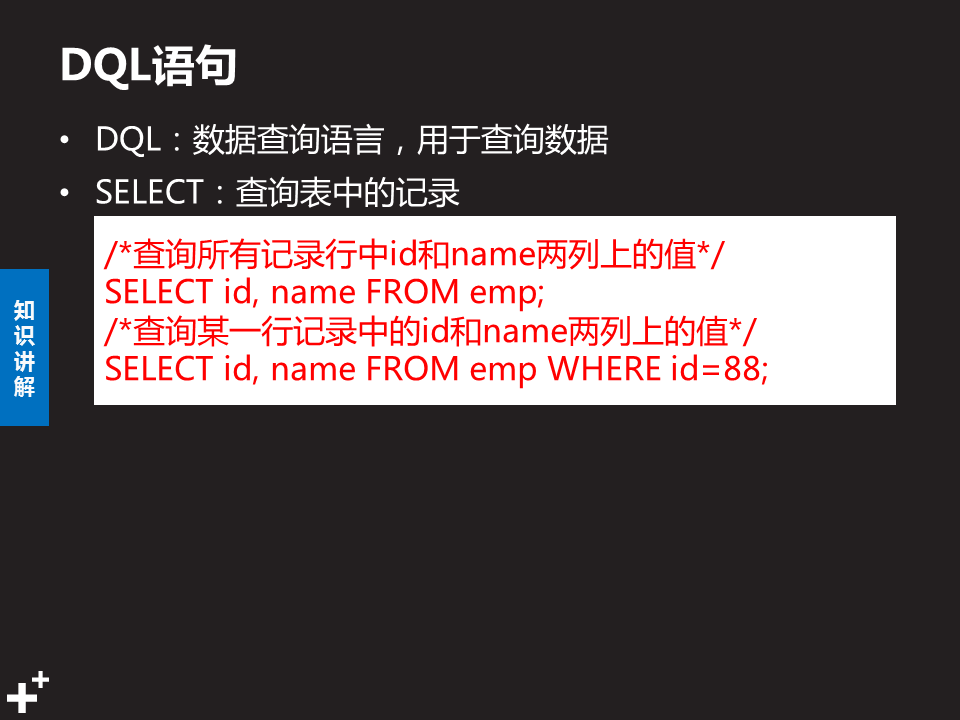 DQL语句
• DQL：数据查询语言，用于查询数据
• SELECT：查询表中的记录
/*查询所有记录行中id和name两列上的值*/
SELECT id, name FROM emp;
/*查询某一行记录中的id和name两列上的值*/
SELECT id, name FROM emp WHERE id=88;
知识讲解